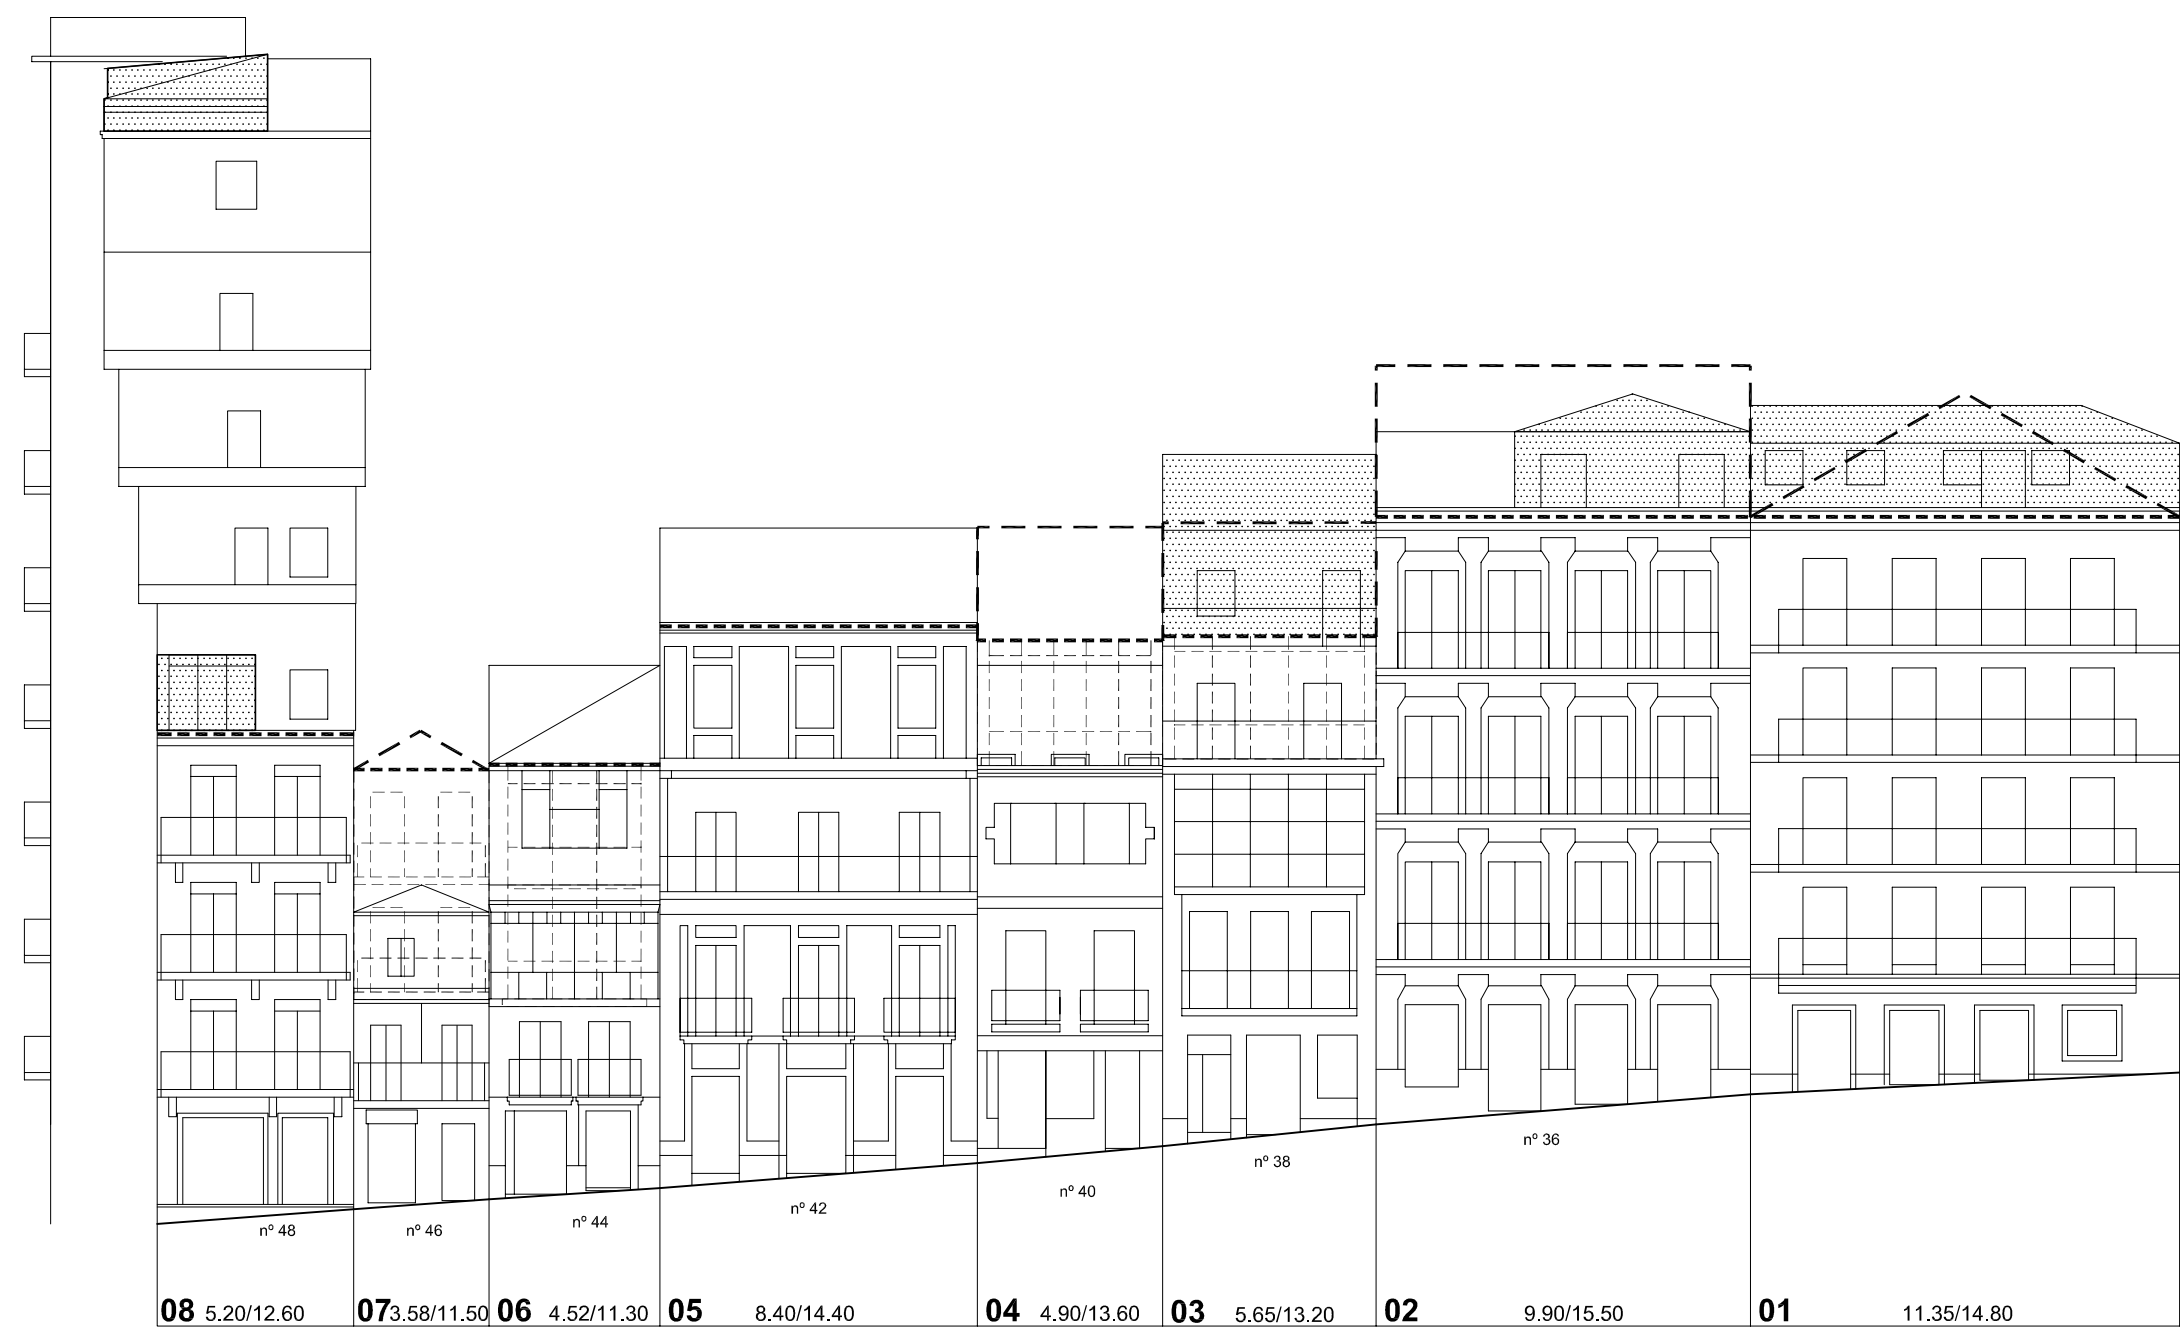 nº 36
nº 38
nº 40
nº 42
nº 44
nº 46
nº 48
08 5.20/12.60
07 3.58/11.50
06 4.52/11.30
05 8.40/14.40
04 4.90/13.60
03 5.65/13.20
02 9.90/15.50
01 11.35/14.80